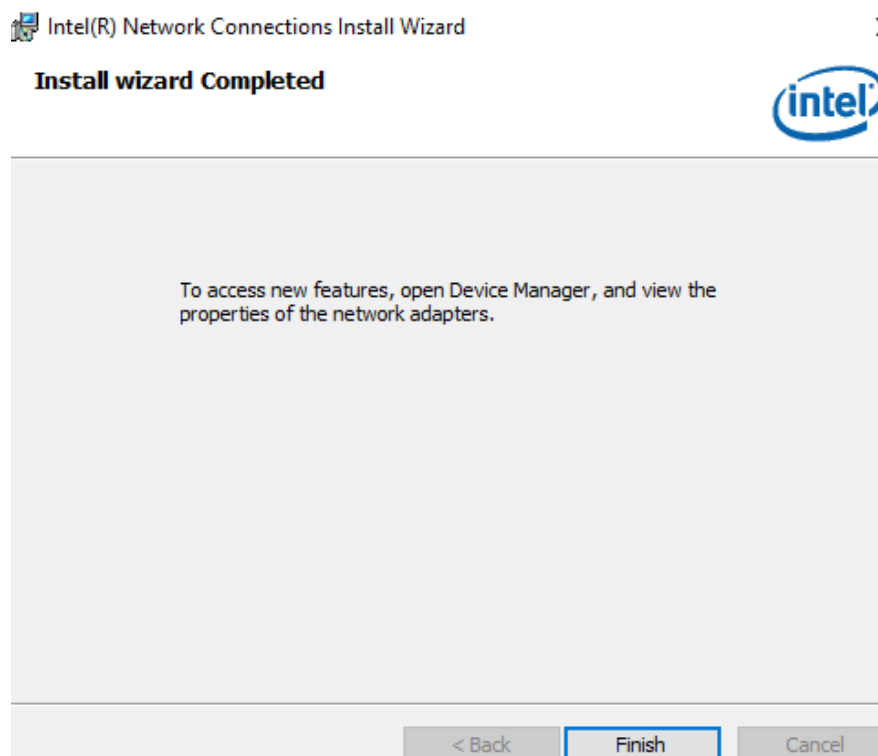 Intel(R) Network Connections Install Wizard
Install wizard Completed
intel
To access new features, open Device Manager, and view the
properties of the network adapters.
< Back
Finish
Cancel